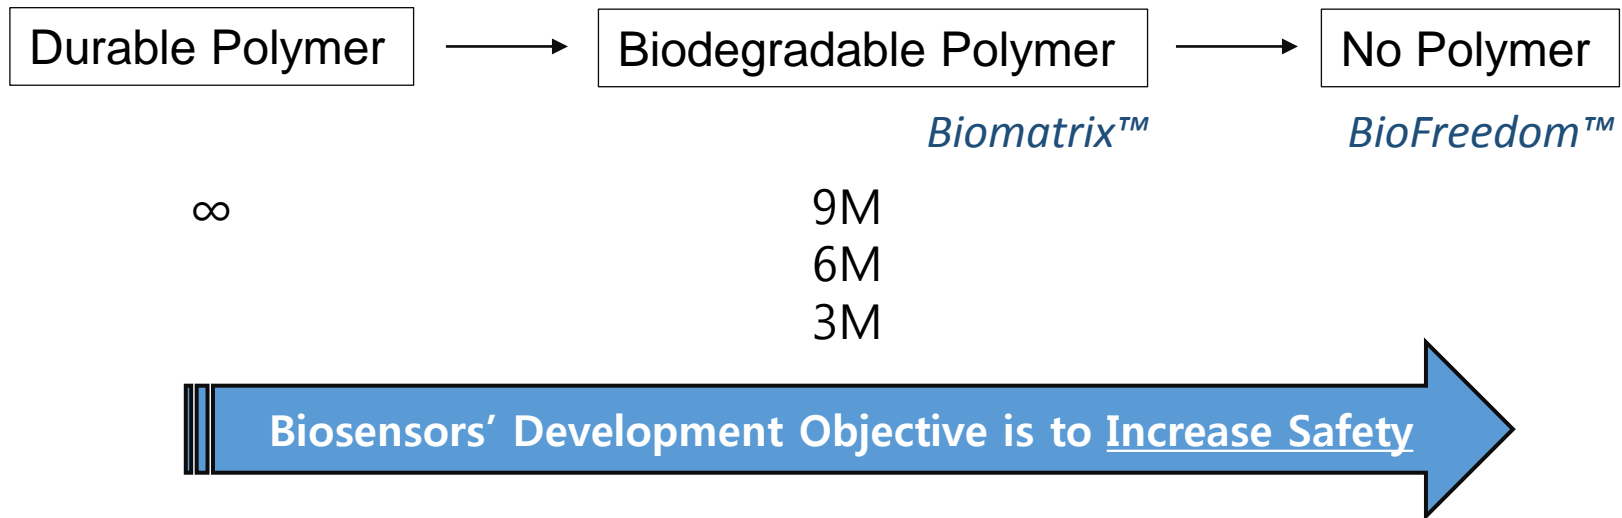 Durable Polymer
Biodegradable Polymer
No Polymer
Biomatrix™
BioFreedom™
∞
9M
6M
3M
Biosensors’ Development Objective is to Increase Safety